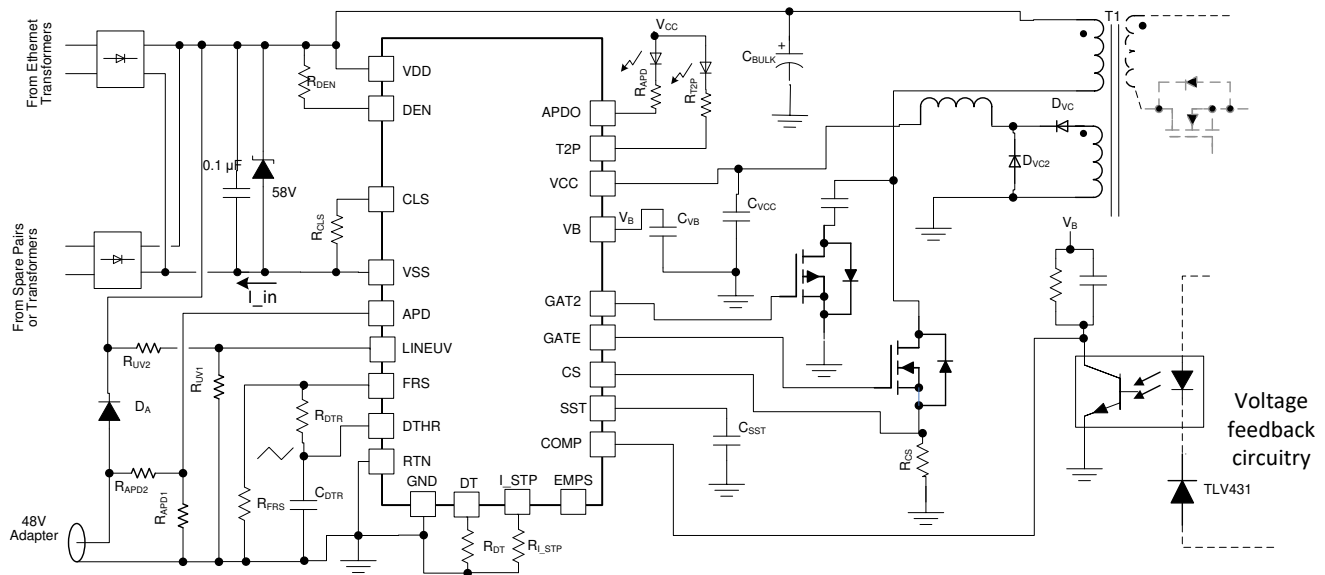 From Ethernet
Transformers
From Spare Pairs
or Transformers
0.1 µF
58V
I_in
RDEN
RCLS
RUV2
RUV1
DA
RAPD2
RAPD1
48V
Adapter
RFRS
RDTR
CDTR
VDD
DEN
CLS
VSS
APD
LINEUV
FRS
DTHR
RTN
GND
DT
I_STP
EMPS
RDT
RI_STP
APDO
T2P
VCC
VB
GAT2
GATE
CS
SST
COMP
VCC
RAPD
RT2P
CBULK
VB
CVB
CVCC
CSST
RCS
DVC
DVC2
T1
VB
TLV431
Voltage
feedback
circuitry